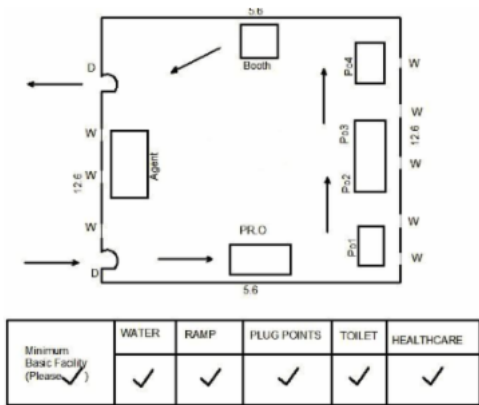 5.6
Booth
D
Po4
W
W
W
Po3
12.6
W
Agent
W
12.6
W
Po2
W
PR.O
Po1
W
W
D
5.6
Minimum
Basic Facility
(Please ✓)
WATER
RAMP
PLUG POINTS
TOILET
HEALTHCARE
✓ ✓ ✓ ✓ ✓